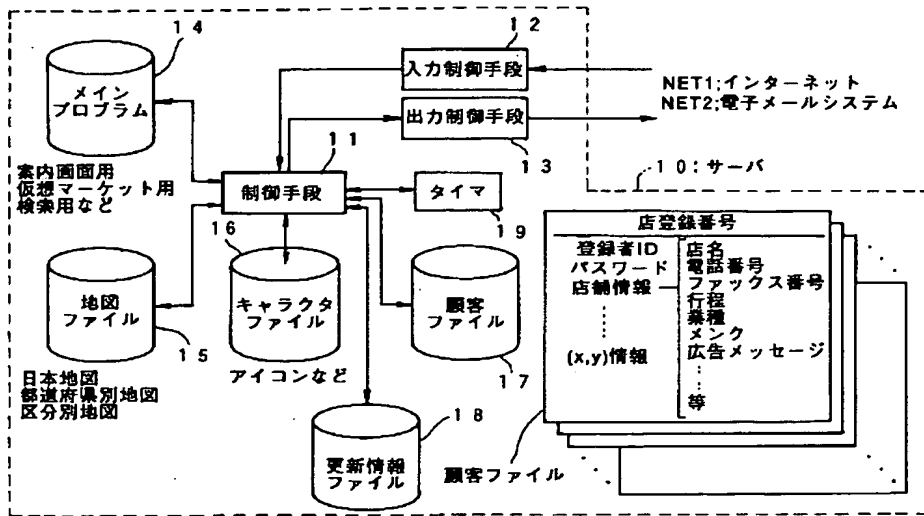 14
メイン
プロブラム
案内画面用
仮想マーケット用
検索用など
12
入力制御手段
出力制御手段
13
NET1;インターネット
NET2;電子メールシステム
11
制御手段
タイマ
19
10:サーバ
16
キャラクタ
ファイル
アイコンなど
地図
ファイル
15
日本地図
都道府県別地図
区分別地図
顧客
ファイル
17
18
更新情報
ファイル
店登録番号
登録者ID
パスワード
店舗情報
(x,y)情報
店名
電話番号
ファックス番号
行程
業種
メンク
広告メッセージ
等
顧客ファイル